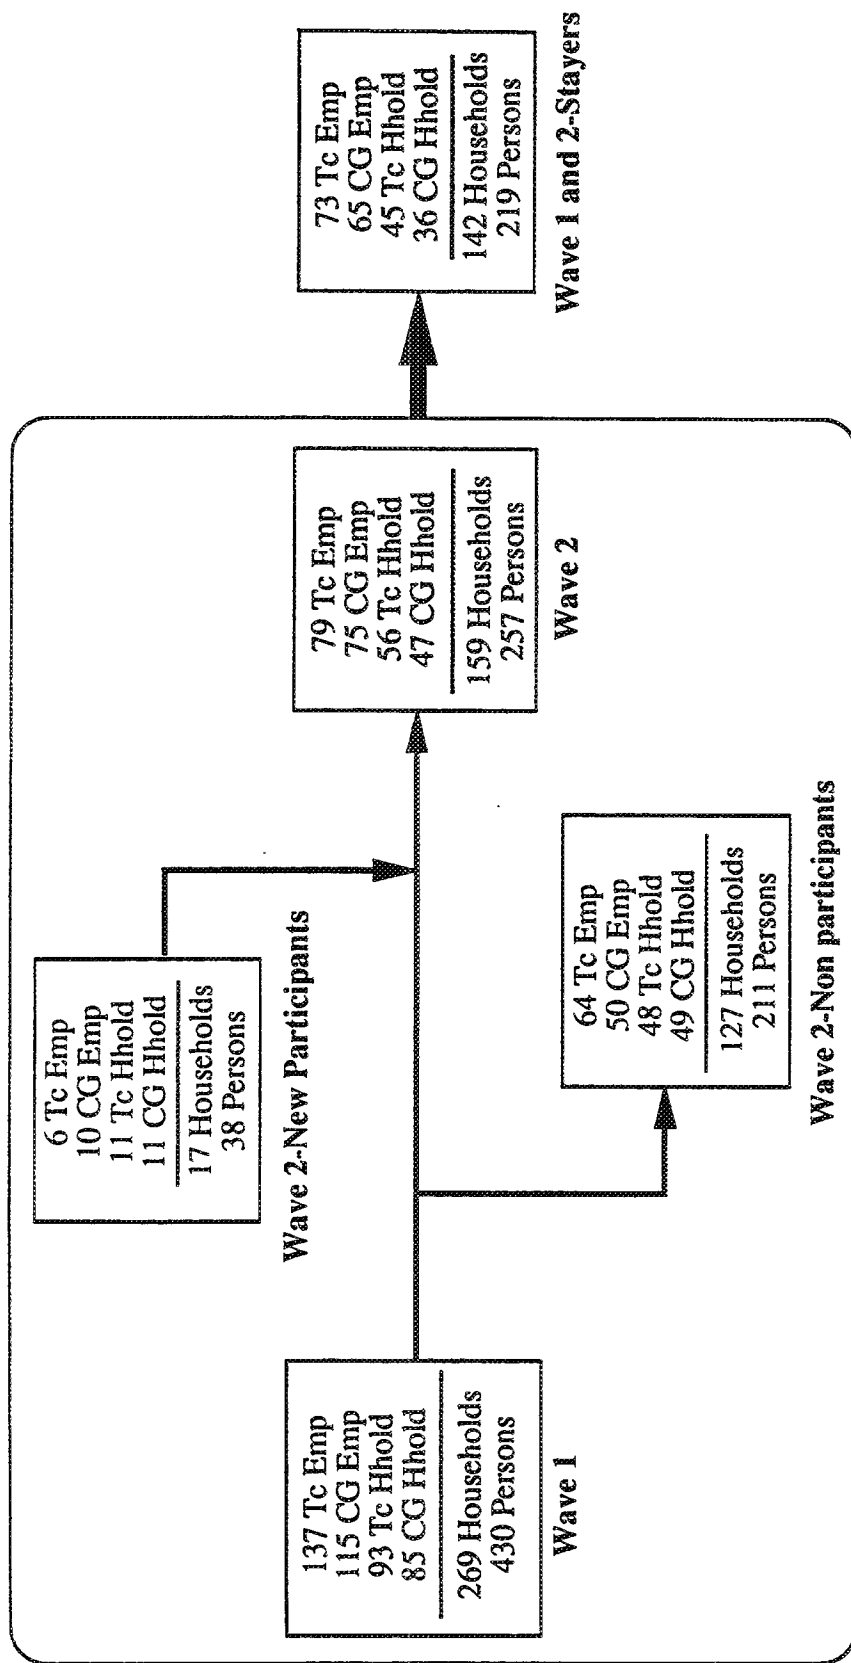 137 Tc Emp
115 CG Emp
93 Tc Hhold
85 CG Hhold
269 Households
430 Persons
Wave 1
6 Tc Emp
10 CG Emp
11 Tc Hhold
11 CG Hhold
17 Households
38 Persons
Wave 2-New Participants
64 Tc Emp
50 CG Emp
48 Tc Hhold
49 CG Hhold
127 Households
211 Persons
Wave 2-Non participants
79 Tc Emp
75 CG Emp
56 Tc Hhold
47 CG Hhold
159 Households
257 Persons
Wave 2
73 Tc Emp
65 CG Emp
45 Tc Hhold
36 CG Hhold
142 Households
219 Persons
Wave 1 and 2-Stayers